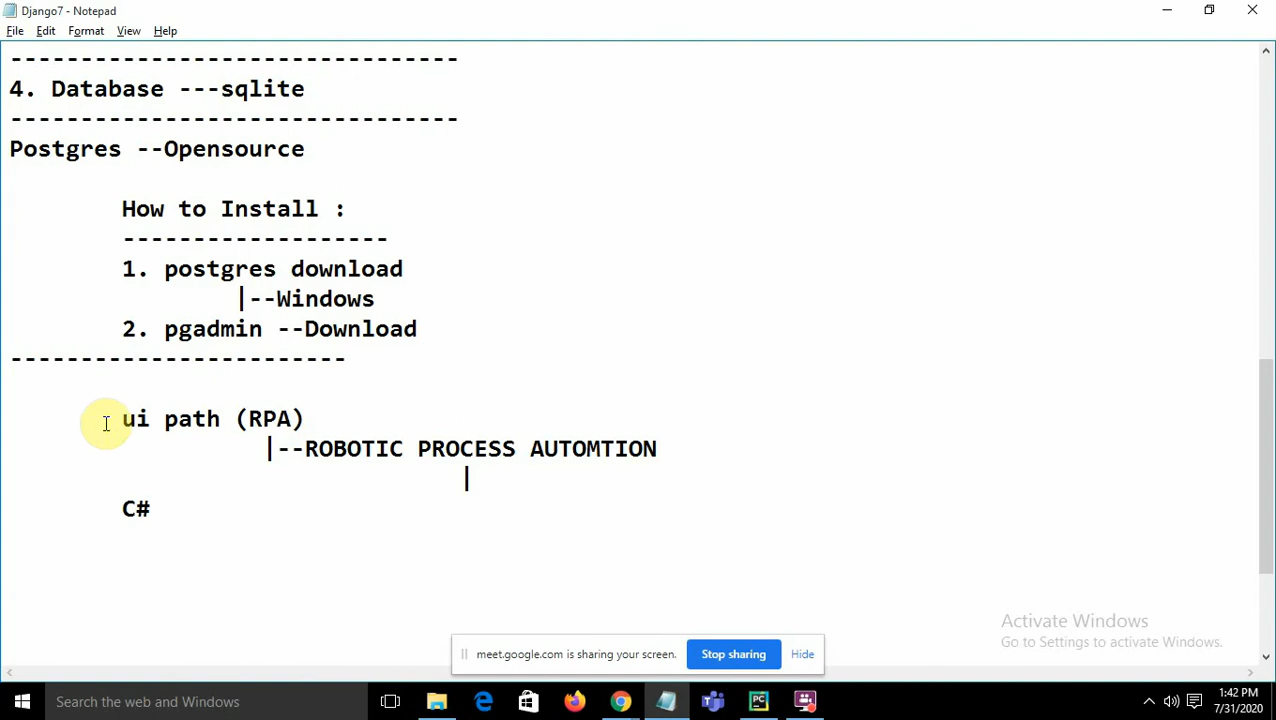 Django7 - Notepad
File Edit Format View Help
--------------------------------
4. Database ---sqlite
--------------------------------
Postgres --Opensource
How to Install :
-------------------
1. postgres download
|--Windows
2. pgadmin --Download
------------------------
ui path (RPA)
|--ROBOTIC PROCESS AUTOMTION
|
C#
Activate Windows
Go to Settings to activate Windows.
meet.google.com is sharing your screen. Stop sharing Hide
Search the web and Windows
1:42 PM
7/31/2020